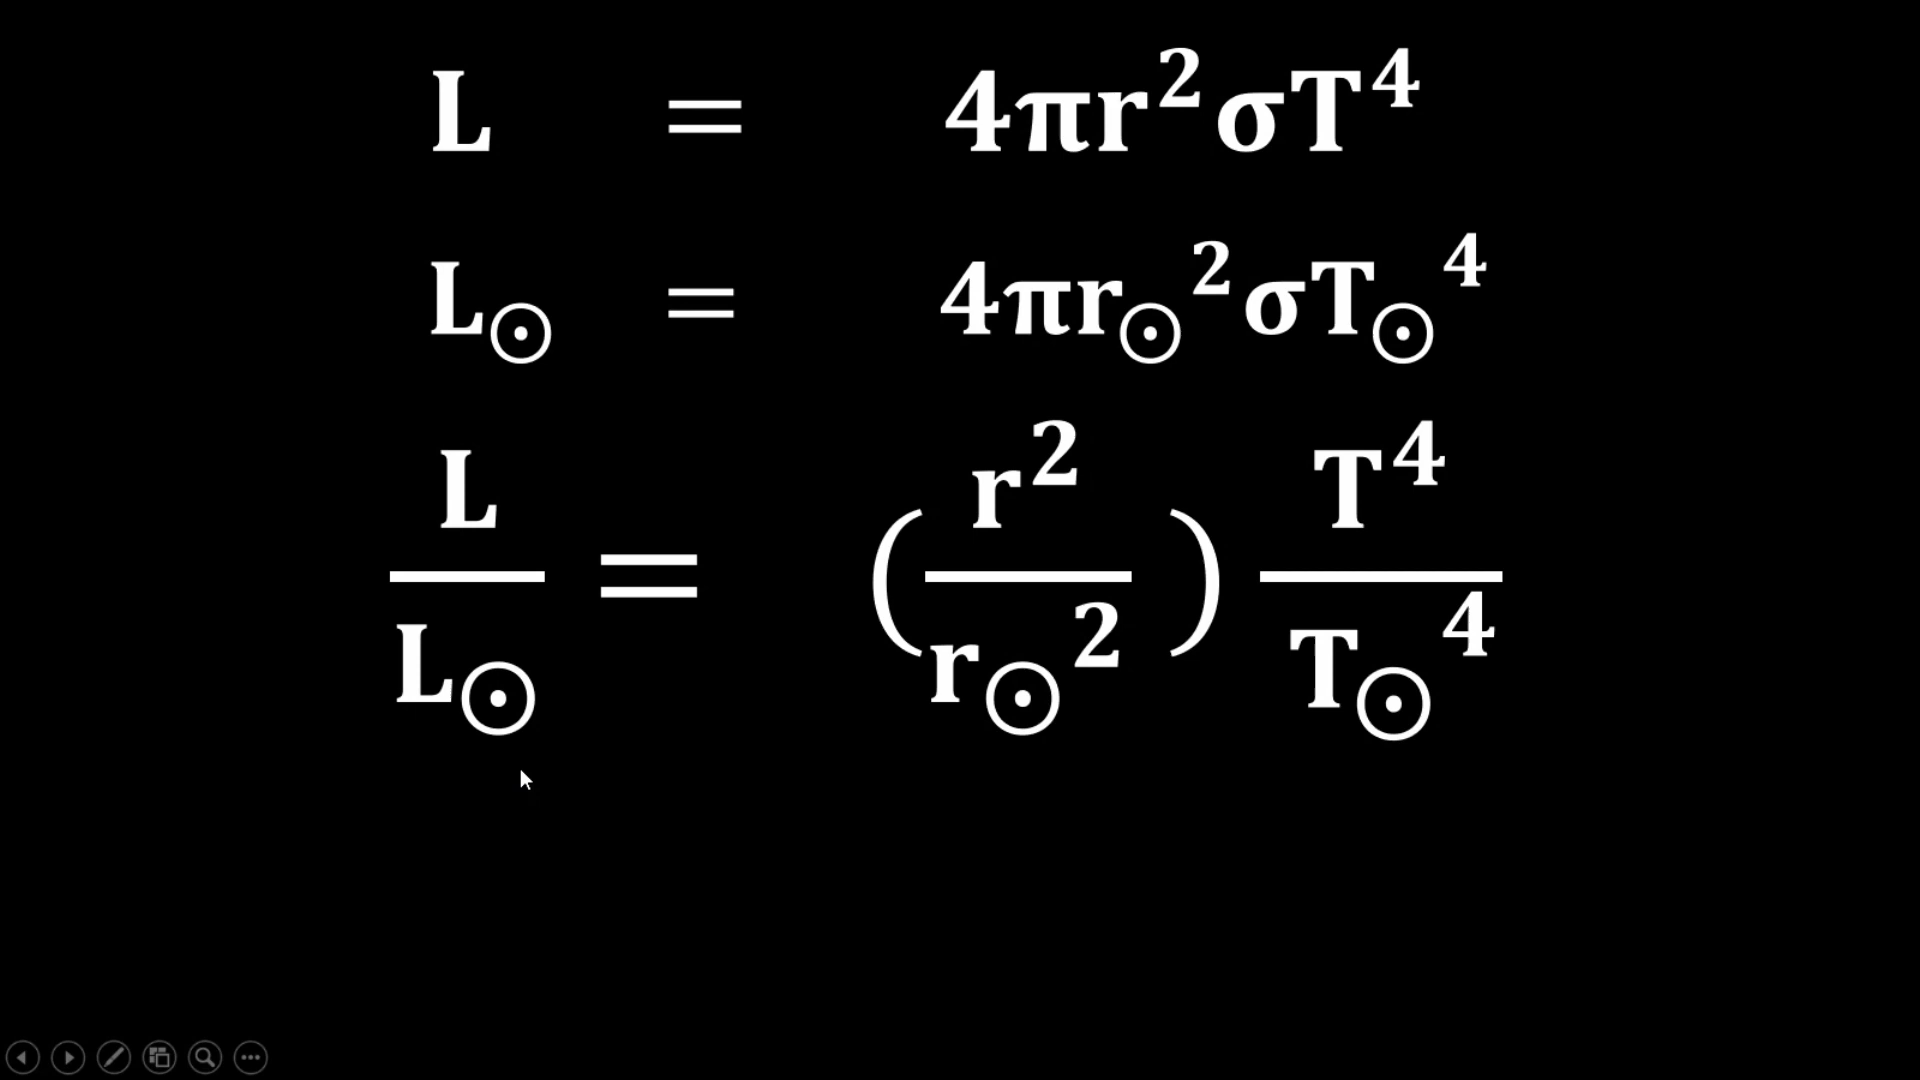 L = 4πr²σT⁴
L⊙ = 4πr⊙²σT⊙⁴
L/L⊙ = (r²/r⊙²) T⁴/T⊙⁴